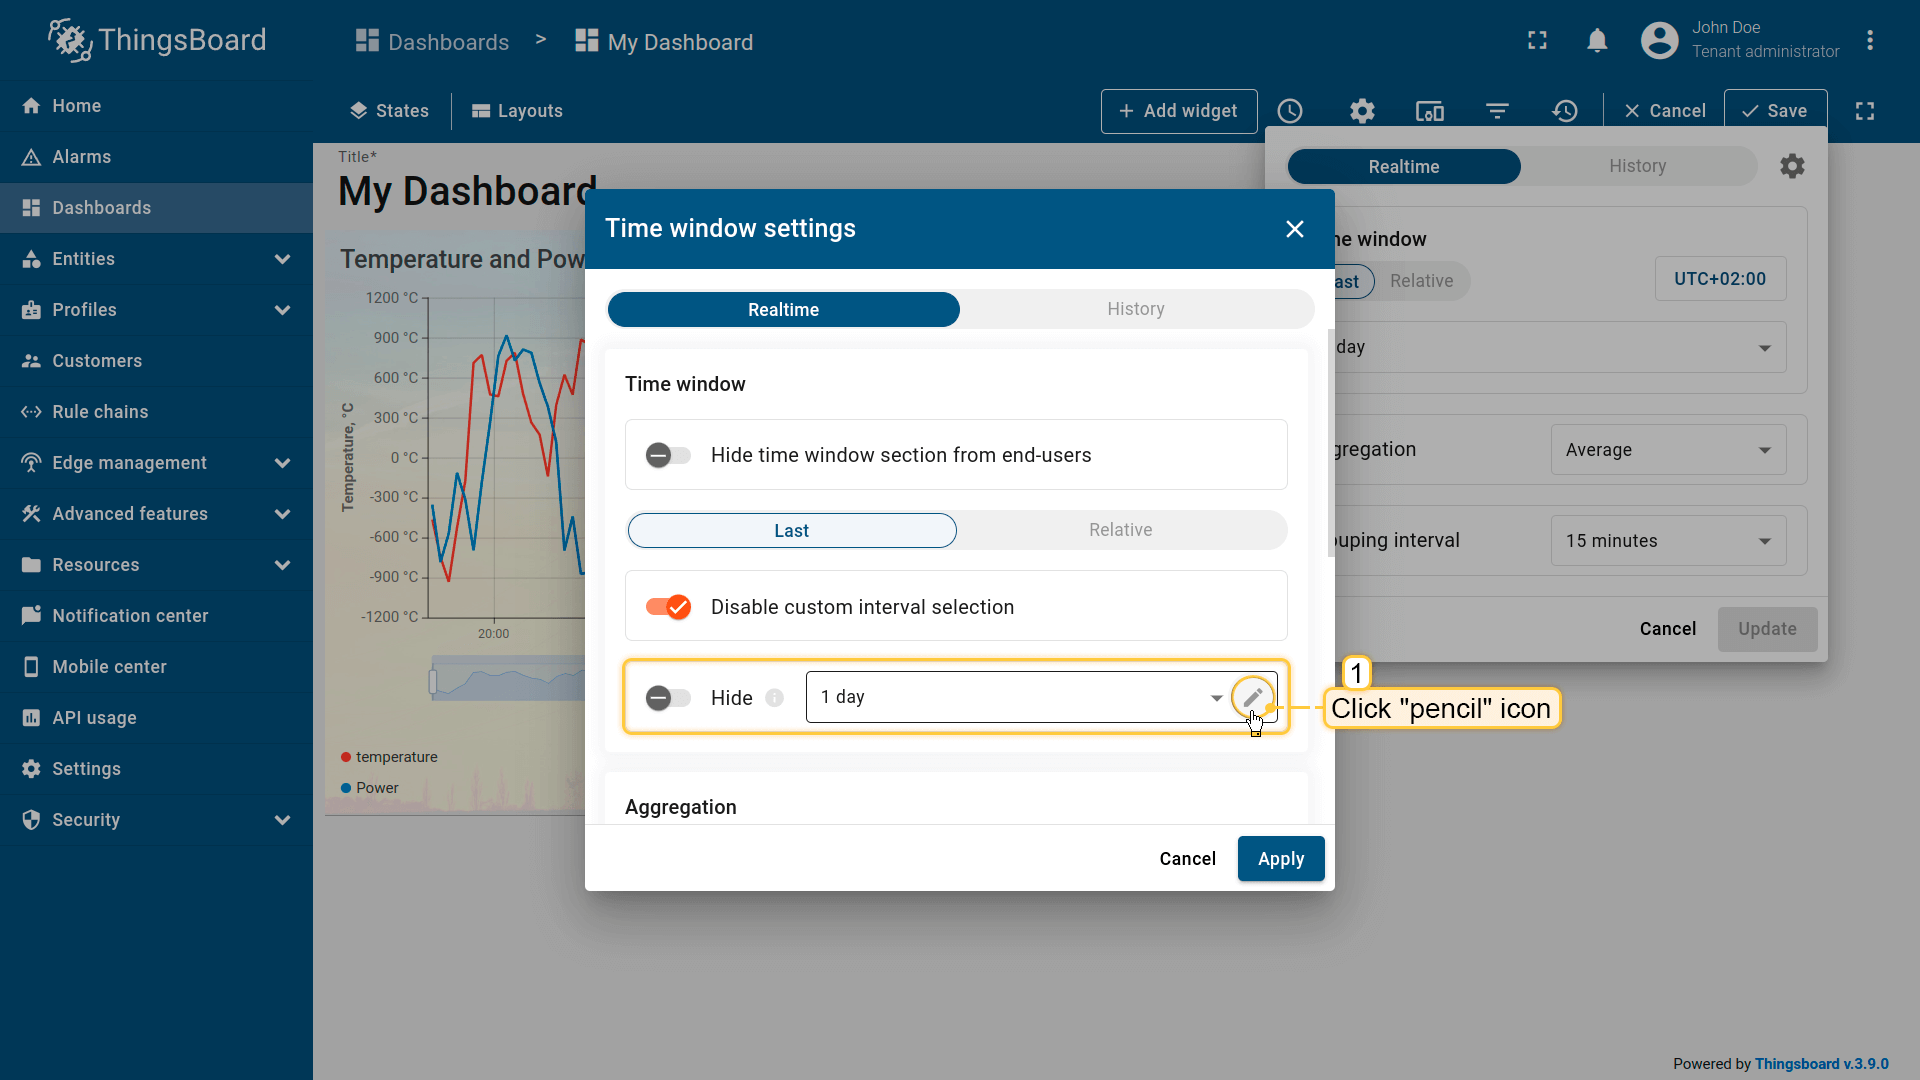 ThingsBoard
Dashboards > My Dashboard
John Doe
Tenant administrator
Home
Alarms
Dashboards
Entities
Profiles
Customers
Rule chains
Edge management
Advanced features
Resources
Notification center
Mobile center
API usage
Settings
Security
States
Layouts
+ Add widget
Cancel
Save
Title*
My Dashboard
Temperature and Pow
1200 °C
900 °C
600 °C
300 °C
0 °C
-300 °C
-600 °C
-900 °C
-1200 °C
Temperature, °C
20:00
temperature
Power
Time window settings
Realtime
History
Time window
Hide time window section from end-users
Last
Relative
Disable custom interval selection
Hide
1 day
Aggregation
Cancel
Apply
1
Click "pencil" icon
Realtime
History
ne window
ast
Relative
UTC+02:00
day
gregation
Average
ouping interval
15 minutes
Cancel
Update
Powered by Thingsboard v.3.9.0